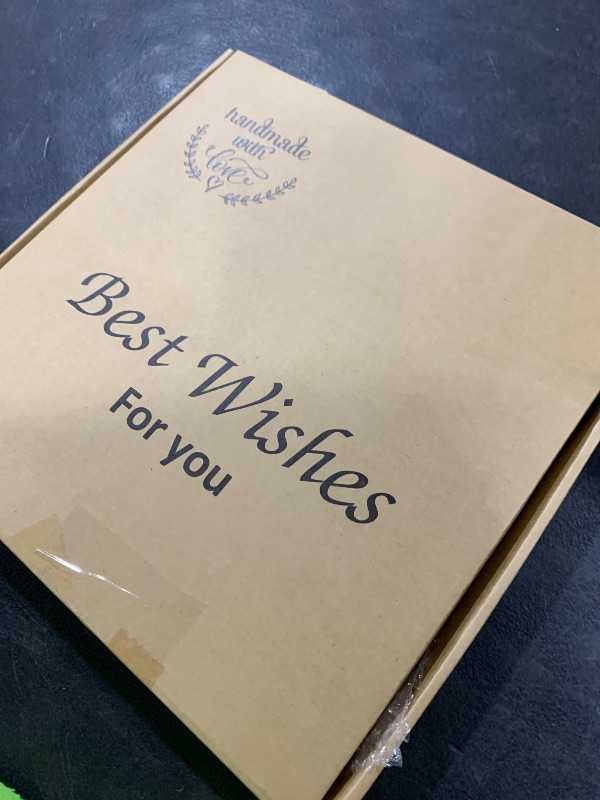 handmade
with
love
Best Wishes
For you